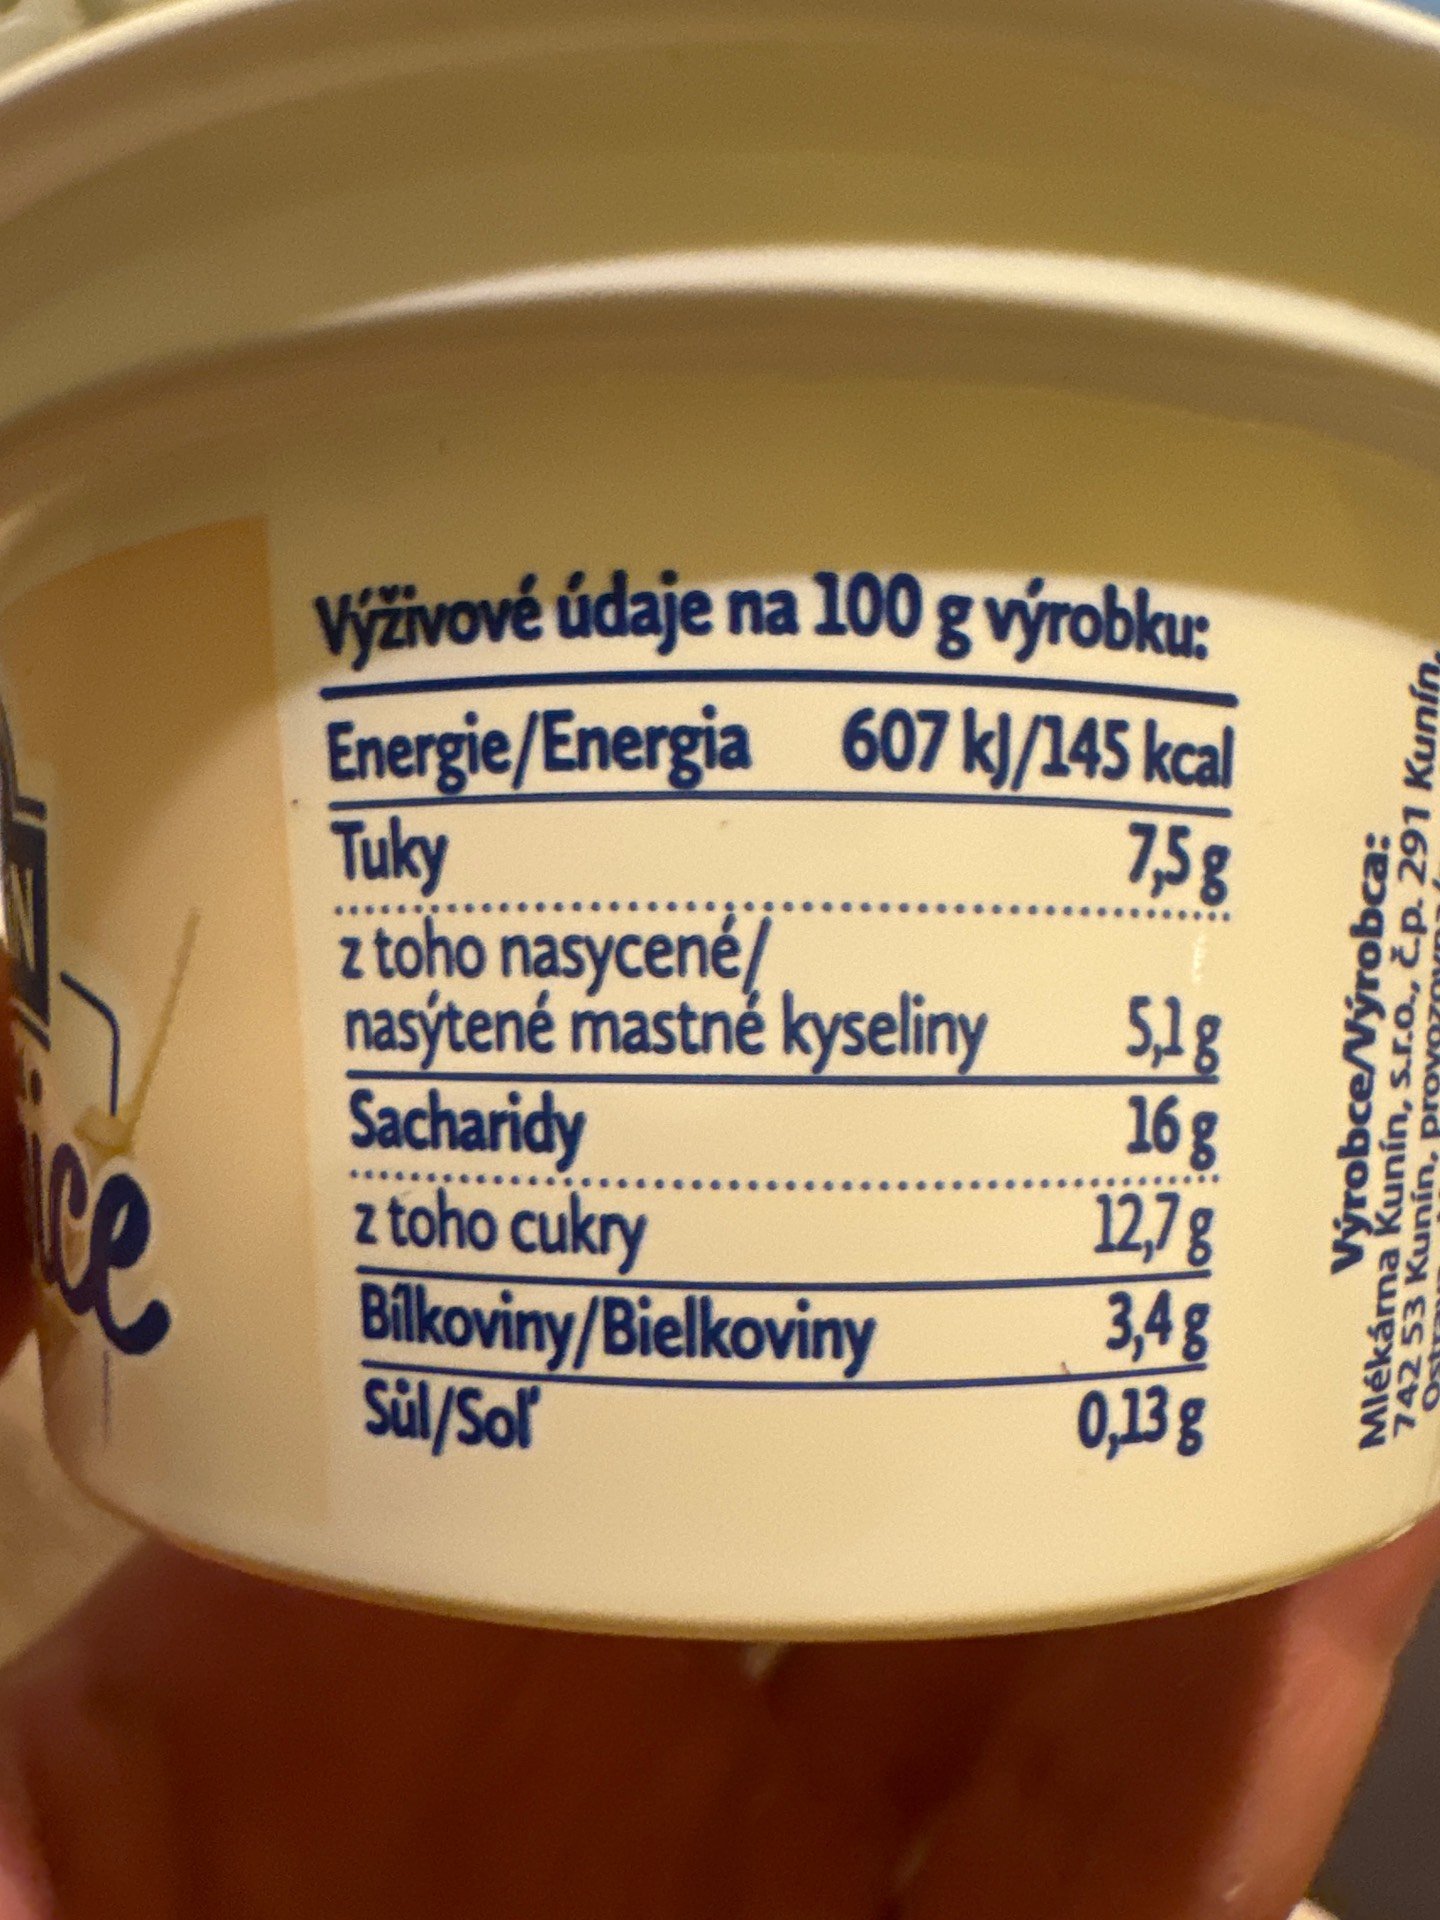 Výživové údaje na 100 g výrobku:
Energie/Energia 607 kJ/145 kcal
Tuky 7,5 g
z toho nasycené/
nasýtené mastné kyseliny 5,1 g
Sacharidy 16 g
z toho cukry 12,7 g
Bílkoviny/Bielkoviny 3,4 g
Sůl/Soľ 0,13 g
Výrobce/Výrobca:
Mlékárna Kunín, s.r.o., č.p. 291 Kunín,
742 53 Kunín, provozovna